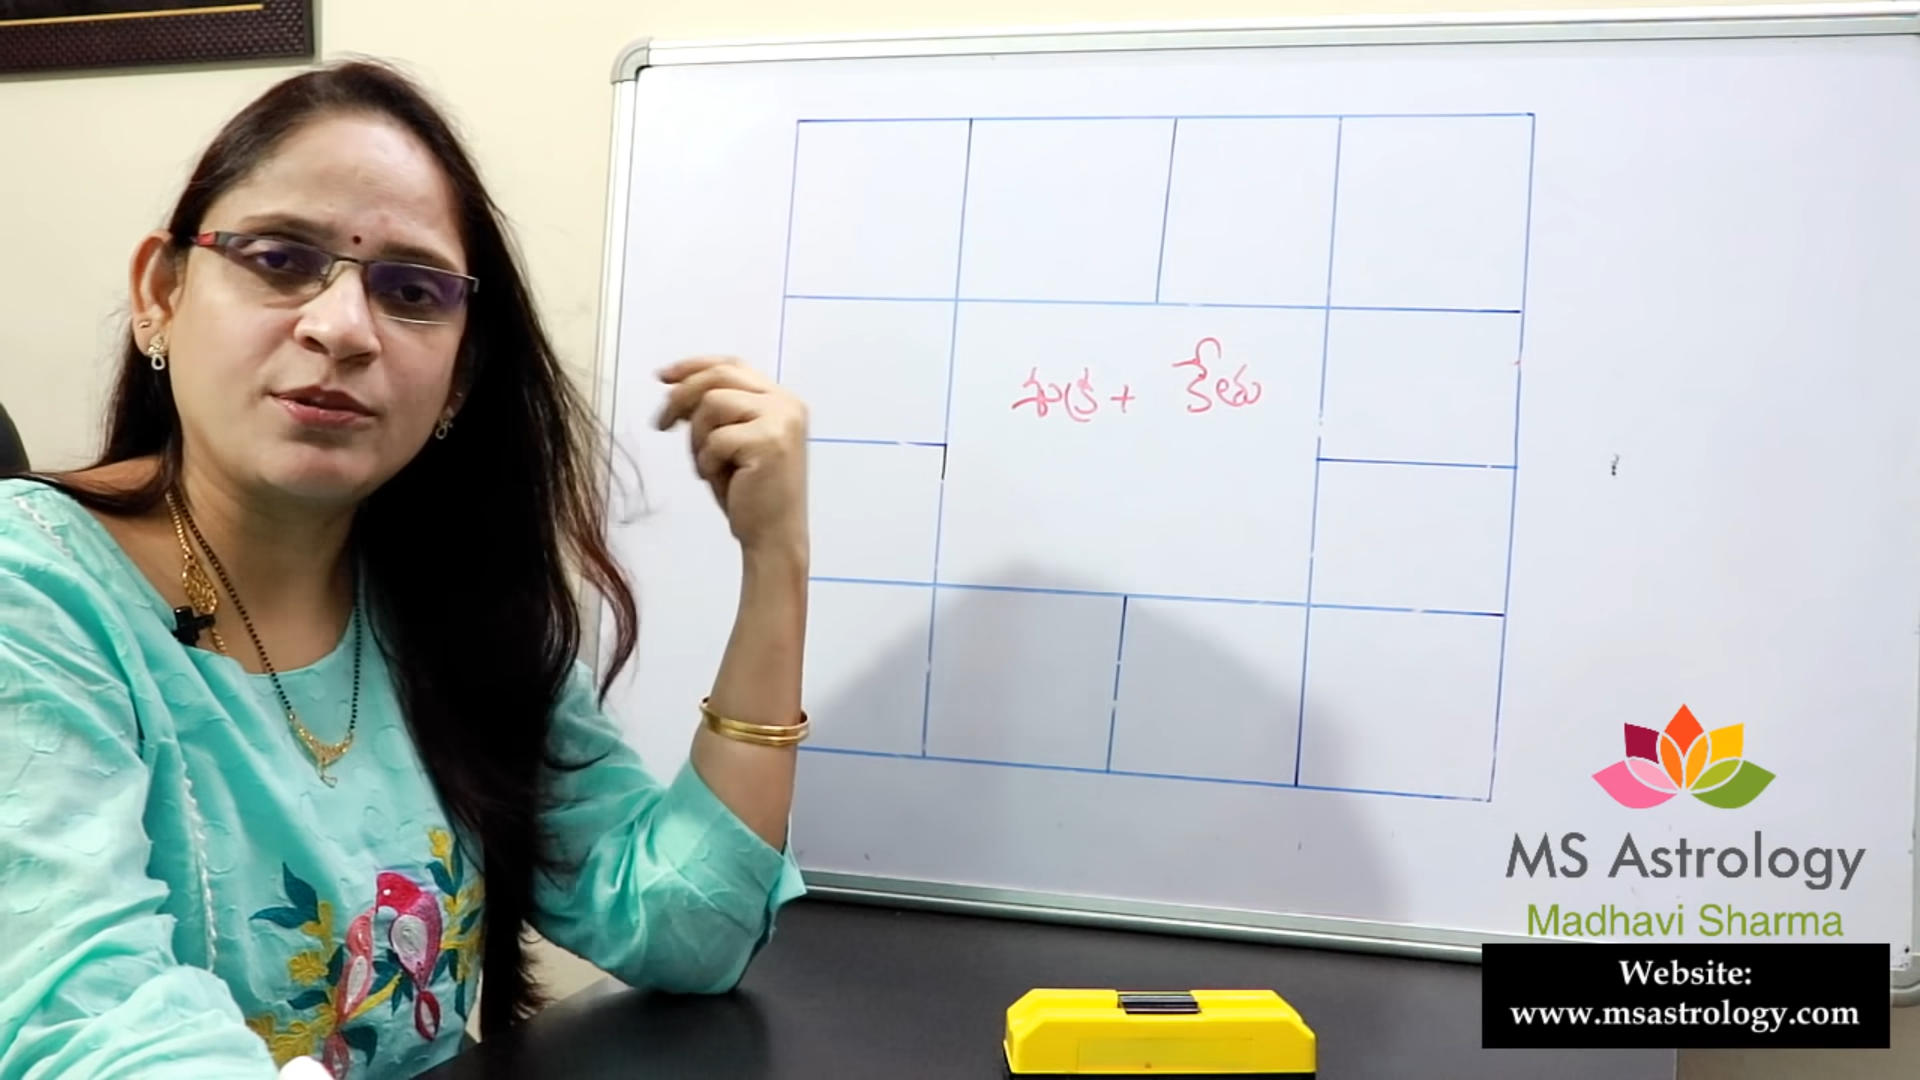 శుక్ర + కేతు
MS Astrology
Madhavi Sharma
Website:
www.msastrology.com